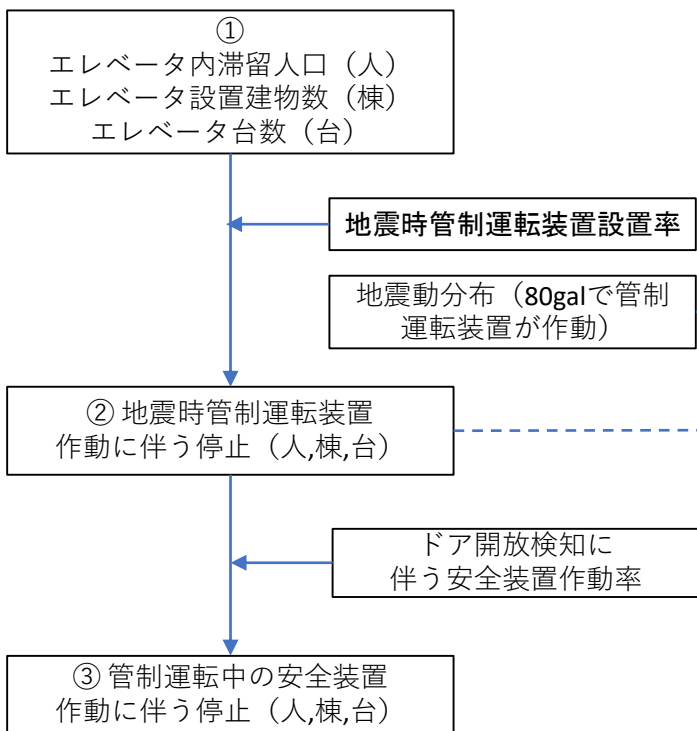 ①
エレベータ内滞留人口（人）
エレベータ設置建物数（棟）
エレベータ台数（台）
地震時管制運転装置設置率
地震動分布（80galで管制
運転装置が作動）
② 地震時管制運転装置
作動に伴う停止（人,棟,台）
ドア開放検知に
伴う安全装置作動率
③ 管制運転中の安全装置
作動に伴う停止（人,棟,台）